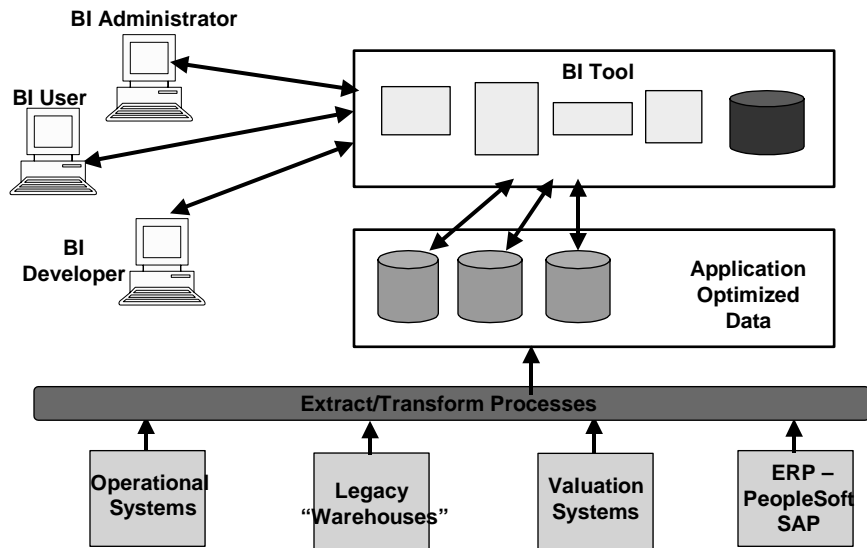 BI Administrator
BI User
BI
Developer
BI Tool
Application
Optimized
Data
Extract/Transform Processes
Operational
Systems
Legacy
“Warehouses”
Valuation
Systems
ERP –
PeopleSoft
SAP